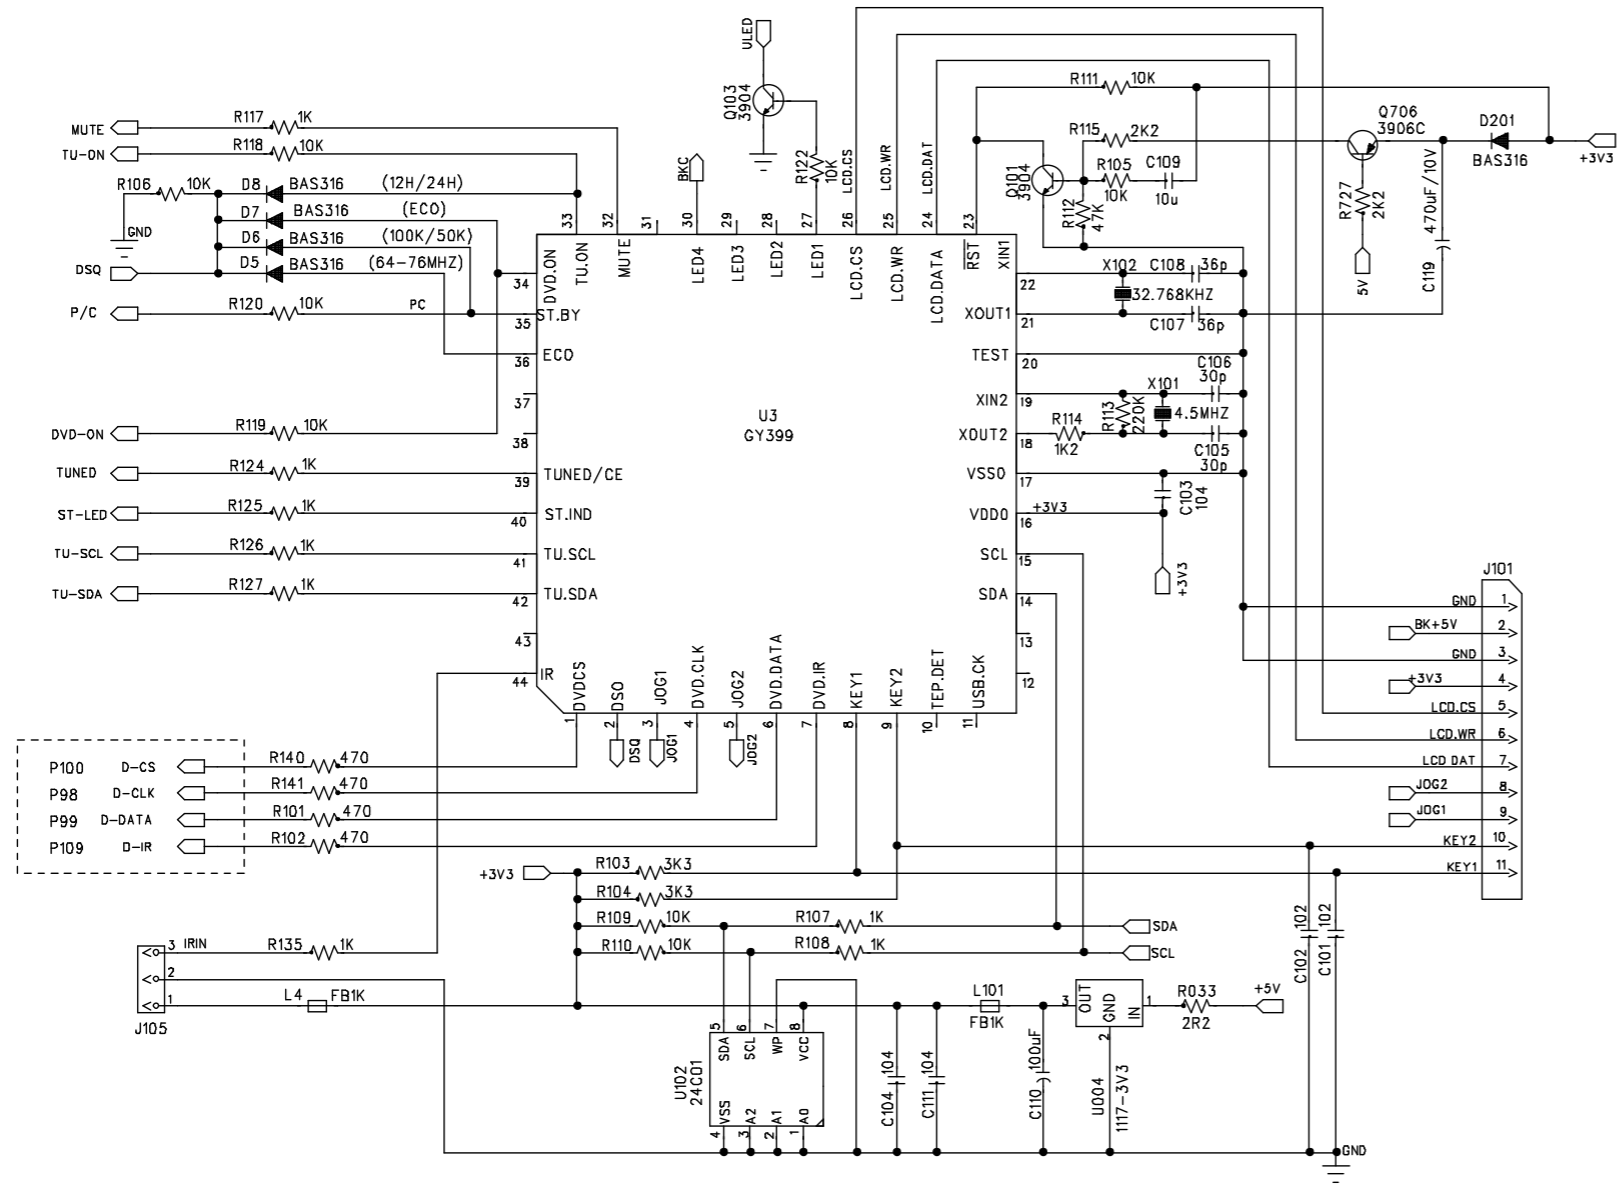 ULED
Q103
3904
R111 10K
R117 1K
MUTE
R118 10K
TU-ON
R106 10K
D8 BAS316 (12H/24H)
D7 BAS316 (ECO)
D6 BAS316 (100K/50K)
D5 BAS316 (64-76MHZ)
GND
DSQ
R120 10K
P/C
PC
R119 10K
DVD-ON
R124 1K
TUNED
R125 1K
ST-LED
R126 1K
TU-SCL
R127 1K
TU-SDA
BKC
R122
10K
LCD.CS
LCD.WR
LCD.DAT
R115 2K2
R105
10K
C109
10u
Q101
3904
R112
47K
Q706
3906C
D201
BAS316
+3V3
R727
2K2
5V
470uF/10V
C119
33
32
31
30
29
28
27
26
25
24
23
TU.ON
MUTE
LED4
LED3
LED2
LED1
LCD.CS
LCD.WR
LCD.DATA
RST
XIN1
34
DVD.ON
35
ST.BY
36
ECO
37
38
39
TUNED/CE
40
ST.IND
41
TU.SCL
42
TU.SDA
43
44
IR
U3
GY399
22
XOUT1
21
TEST
20
XIN2
19
XOUT2
18
VSS0
17
VDD0
16
SCL
15
SDA
14
13
12
X102
C108 36p
32.768KHZ
C107 36p
C106
30p
X101
4.5MHZ
R113
220K
R114
1K2
C105
30p
C103
104
+3V3
+3V3
DVDCS
DSO
JOG1
DVD.CLK
JOG2
DVD.DATA
DVD.IR
KEY1
KEY2
TEP.DET
USB.CK
1
2
3
4
5
6
7
8
9
10
11
DSQ
JOG1
JOG2
J101
GND 1
BK+5V 2
GND 3
+3V3 4
LCD.CS 5
LCD.WR 6
LCD DAT 7
JOG2 8
JOG1 9
KEY2 10
KEY1 11
P100 D-CS
R140 470
P98 D-CLK
R141 470
P99 D-DATA
R101 470
P109 D-IR
R102 470
+3V3
R103 3K3
R104 3K3
R109 10K
R107 1K
SDA
R110 10K
R108 1K
SCL
3 IRIN
R135 1K
2
1
L4 FB1K
J105
U102
24C01
5
6
7
8
SDA
SCL
WP
VCC
VSS
A2
A1
A0
4
3
2
1
C104
104
C111
104
L101
FB1K
C110
100uF
3 OUT
GND
IN 1
2
U004
1117-3V3
R033
2R2
+5V
C102
102
C101
102
GND